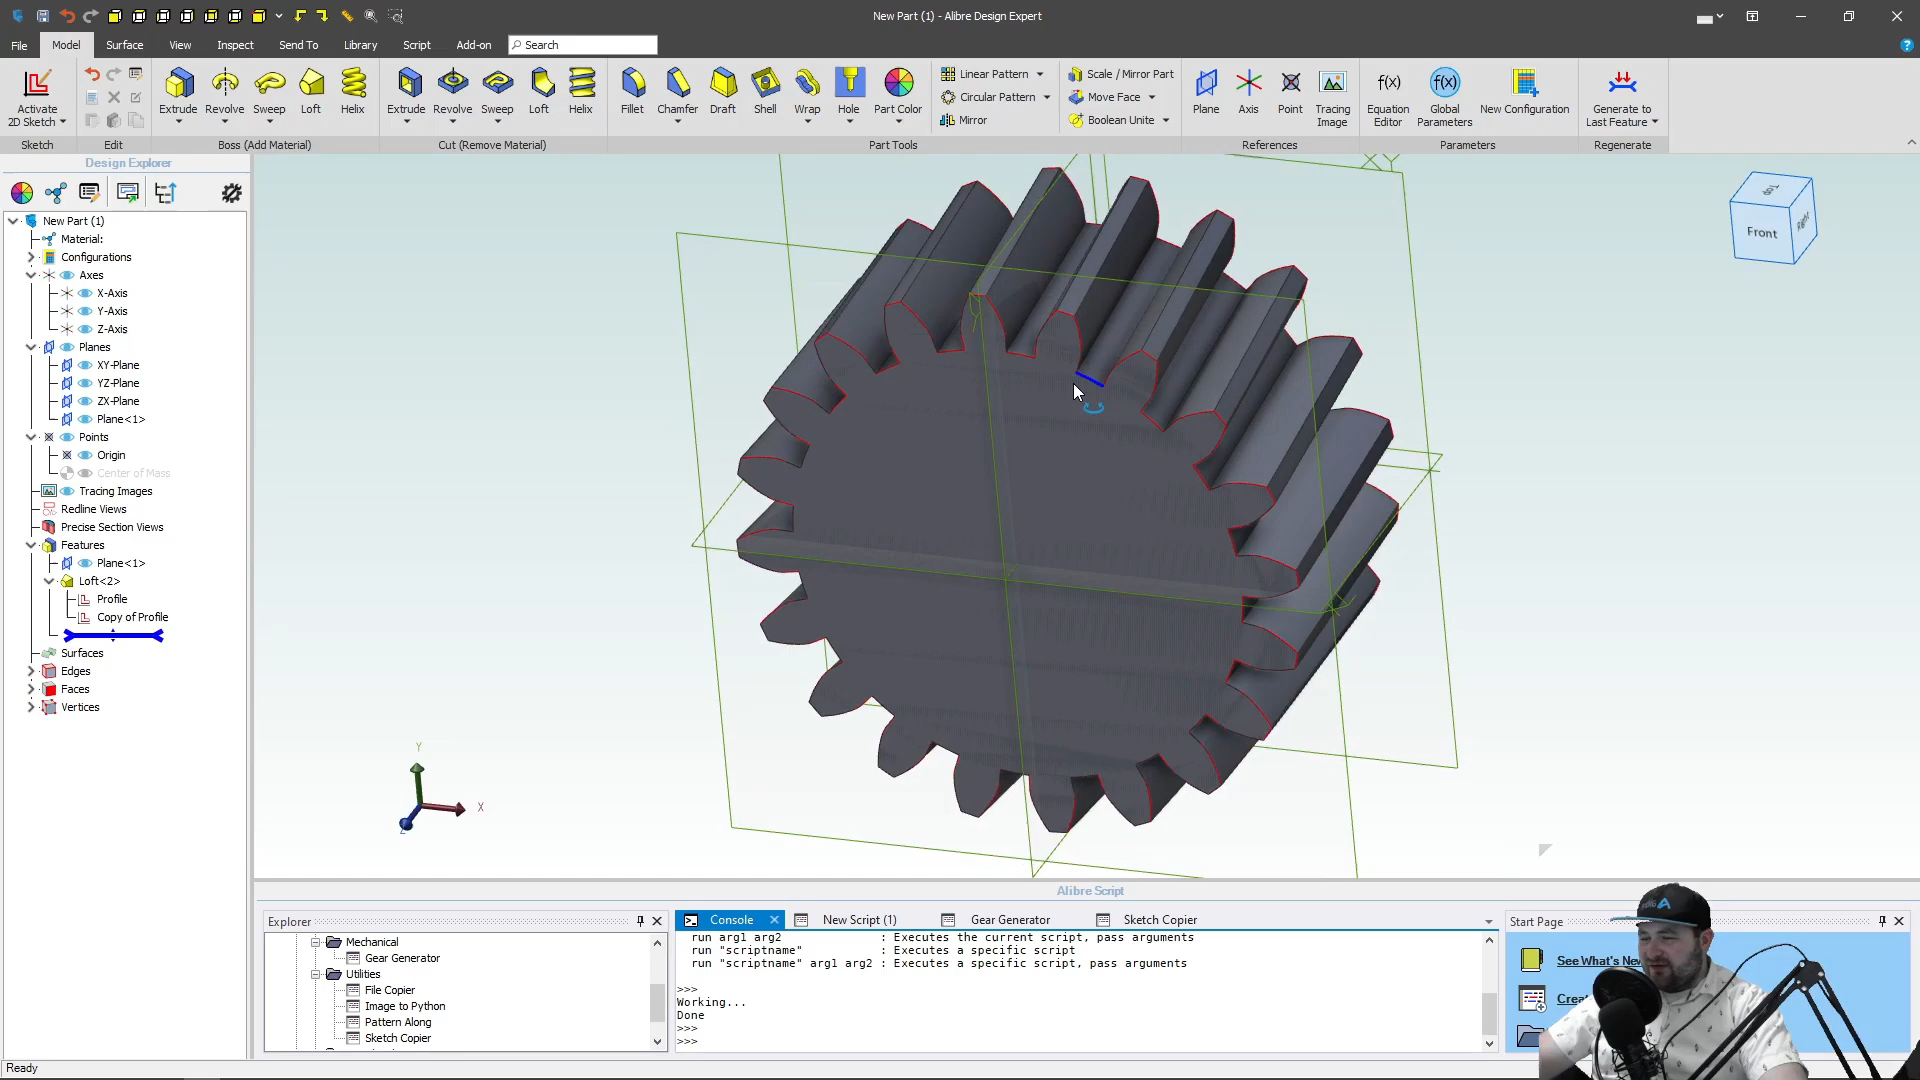 New Part (1) - Alibre Design Expert
File
Model
Surface
View
Inspect
Send To
Library
Script
Add-on
Search
Activate
2D Sketch
Sketch
Edit
Extrude
Revolve
Sweep
Loft
Helix
Boss (Add Material)
Extrude
Revolve
Sweep
Loft
Helix
Cut (Remove Material)
Fillet
Chamfer
Draft
Shell
Wrap
Hole
Part Color
Linear Pattern
Circular Pattern
Mirror
Scale / Mirror Part
Move Face
Boolean Unite
Part Tools
Plane
Axis
Point
Tracing
Image
References
f(x)
Equation
Editor
f(x)
Global
Parameters
New Configuration
Parameters
Generate to
Last Feature
Regenerate
Design Explorer
New Part (1)
Material:
Configurations
Axes
X-Axis
Y-Axis
Z-Axis
Planes
XY-Plane
YZ-Plane
ZX-Plane
Plane<1>
Points
Origin
Center of Mass
Tracing Images
Redline Views
Precise Section Views
Features
Plane<1>
Loft<2>
Profile
Copy of Profile
Surfaces
Edges
Faces
Vertices
Top
Front
Right
Y
X
Z
Alibre Script
Explorer
Mechanical
Gear Generator
Utilities
File Copier
Image to Python
Pattern Along
Sketch Copier
Console
New Script (1)
Gear Generator
Sketch Copier
run arg1 arg2 : Executes the current script, pass arguments
run "scriptname" : Executes a specific script
run "scriptname" arg1 arg2 : Executes a specific script, pass arguments
>>>
Working...
Done
>>>
>>>
Start Page
See What's New
Ready